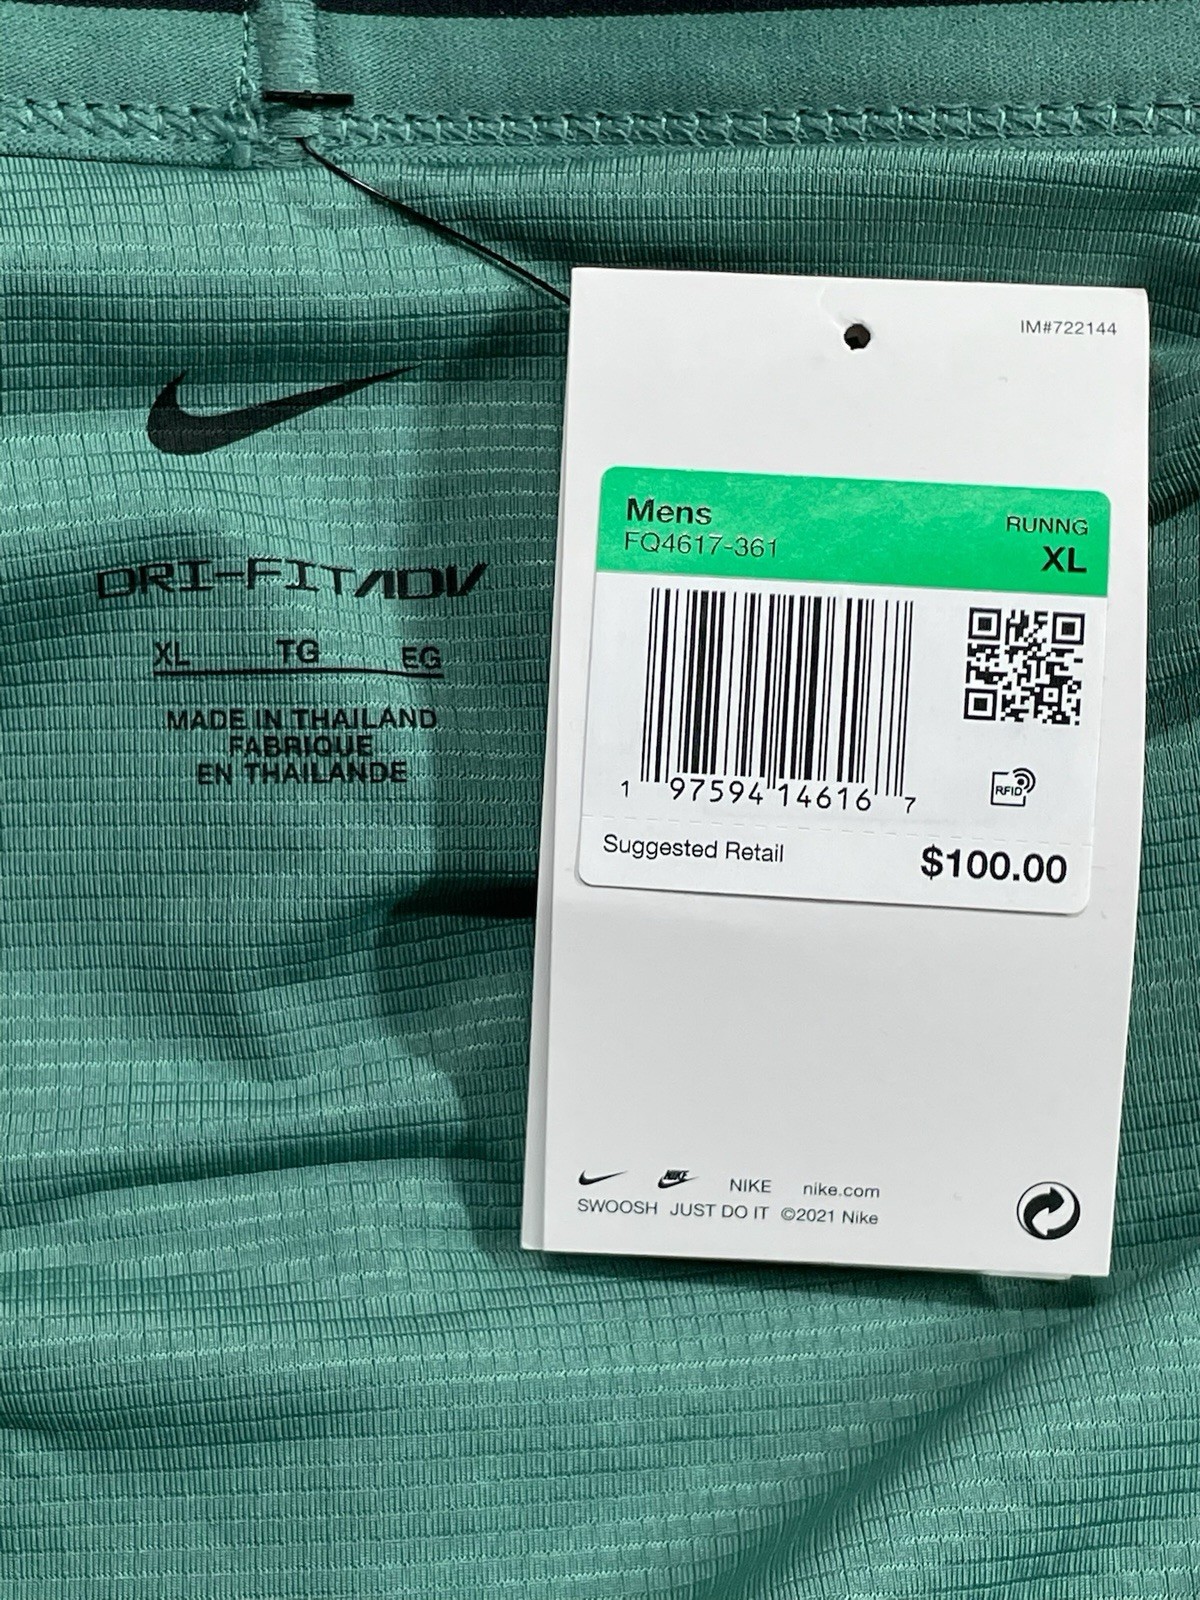 DRI-FIT ADV
XL TG EG
MADE IN THAILAND
FABRIQUE
EN THAILANDE
IM#722144
Mens
RUNNG
FQ4617-361
XL
1 97594 14616 7
RFID
Suggested Retail
$100.00
NIKE NIKE nike.com
SWOOSH JUST DO IT ©2021 Nike